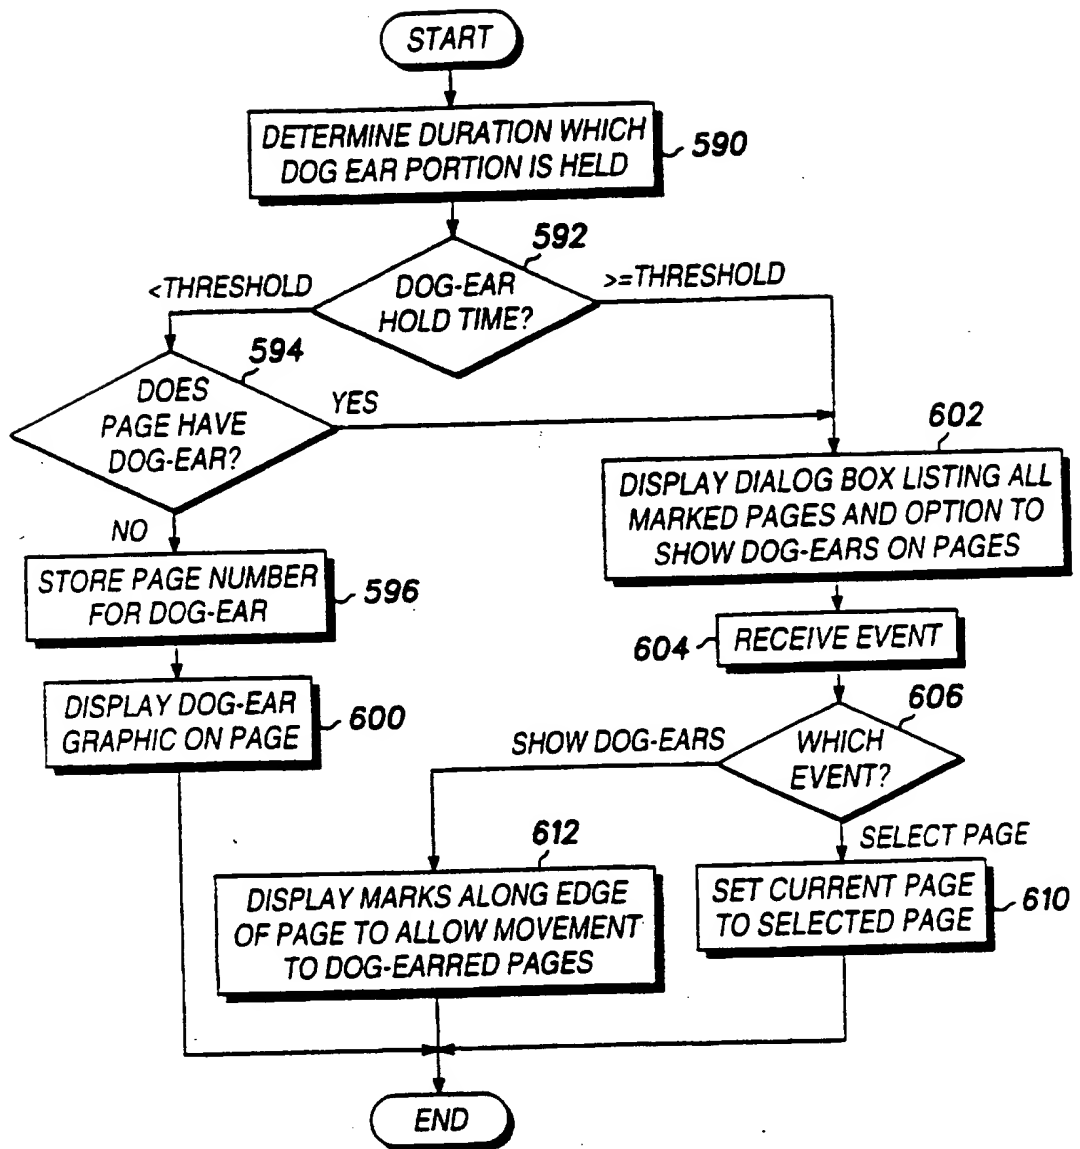 START
DETERMINE DURATION WHICH
DOG EAR PORTION IS HELD
590
592
<THRESHOLD
DOG-EAR
HOLD TIME?
>=THRESHOLD
594
DOES
PAGE HAVE
DOG-EAR?
YES
NO
602
DISPLAY DIALOG BOX LISTING ALL
MARKED PAGES AND OPTION TO
SHOW DOG-EARS ON PAGES
STORE PAGE NUMBER
FOR DOG-EAR
596
604
RECEIVE EVENT
DISPLAY DOG-EAR
GRAPHIC ON PAGE
600
606
SHOW DOG-EARS
WHICH
EVENT?
SELECT PAGE
612
DISPLAY MARKS ALONG EDGE
OF PAGE TO ALLOW MOVEMENT
TO DOG-EARRED PAGES
SET CURRENT PAGE
TO SELECTED PAGE
610
END